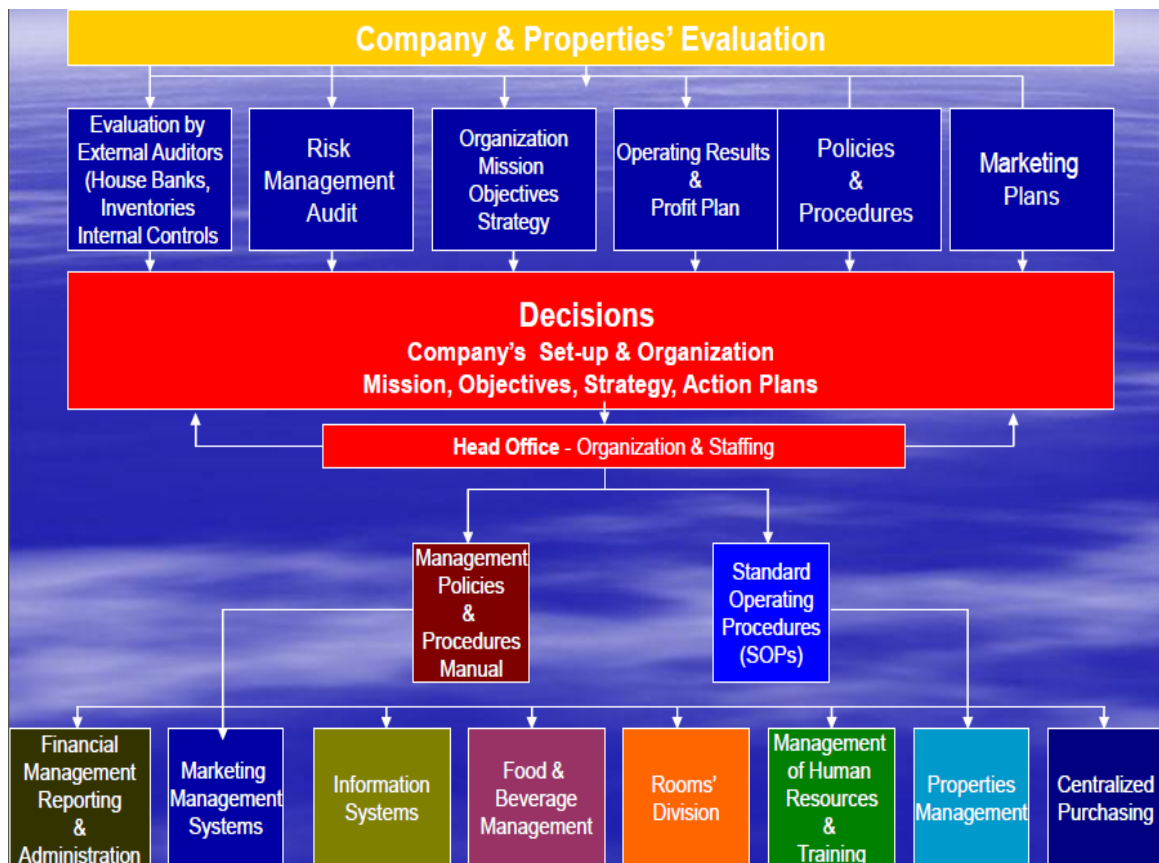 Company & Properties' Evaluation
Evaluation by
External Auditors
(House Banks,
Inventories
Internal Controls
Risk
Management
Audit
Organization
Mission
Objectives
Strategy
Operating Results
&
Profit Plan
Policies
&
Procedures
Marketing
Plans
Decisions
Company's Set-up & Organization
Mission, Objectives, Strategy, Action Plans
Head Office - Organization & Staffing
Management
Policies
&
Procedures
Manual
Standard
Operating
Procedures
(SOPs)
Financial
Management
Reporting
&
Administration
Marketing
Management
Systems
Information
Systems
Food &
Beverage
Management
Rooms'
Division
Management
of Human
Resources
&
Training
Properties
Management
Centralized
Purchasing